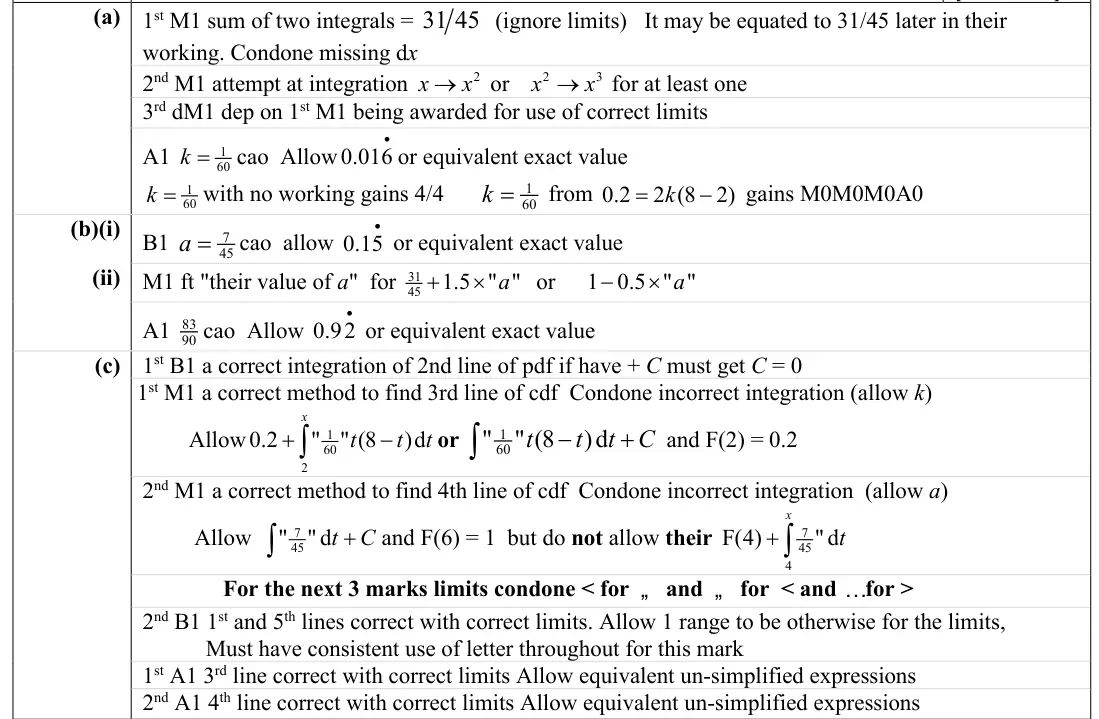 (a) 1st M1 sum of two integrals = 31/45 (ignore limits) It may be equated to 31/45 later in their
working. Condone missing dx
2nd M1 attempt at integration x → x² or x² → x³ for at least one
3rd dM1 dep on 1st M1 being awarded for use of correct limits
A1 k = 1/60 cao Allow 0.016̇ or equivalent exact value
k = 1/60 with no working gains 4/4 k = 1/60 from 0.2 = 2k(8 − 2) gains M0M0M0A0
(b)(i) B1 a = 7/45 cao allow 0.15̇ or equivalent exact value
(ii) M1 ft "their value of a" for 31/45 + 1.5 × "a" or 1 − 0.5 × "a"
A1 83/90 cao Allow 0.92̇ or equivalent exact value
(c) 1st B1 a correct integration of 2nd line of pdf if have + C must get C = 0
1st M1 a correct method to find 3rd line of cdf Condone incorrect integration (allow k)
Allow 0.2 + ∫₂ˣ "1/60" t(8 − t) dt or ∫ "1/60" t(8 − t) dt + C and F(2) = 0.2
2nd M1 a correct method to find 4th line of cdf Condone incorrect integration (allow a)
Allow ∫ "7/45" dt + C and F(6) = 1 but do not allow their F(4) + ∫₄ˣ "7/45" dt
For the next 3 marks limits condone < for „ and „ for < and …for >
2nd B1 1st and 5th lines correct with correct limits. Allow 1 range to be otherwise for the limits,
Must have consistent use of letter throughout for this mark
1st A1 3rd line correct with correct limits Allow equivalent un-simplified expressions
2nd A1 4th line correct with correct limits Allow equivalent un-simplified expressions